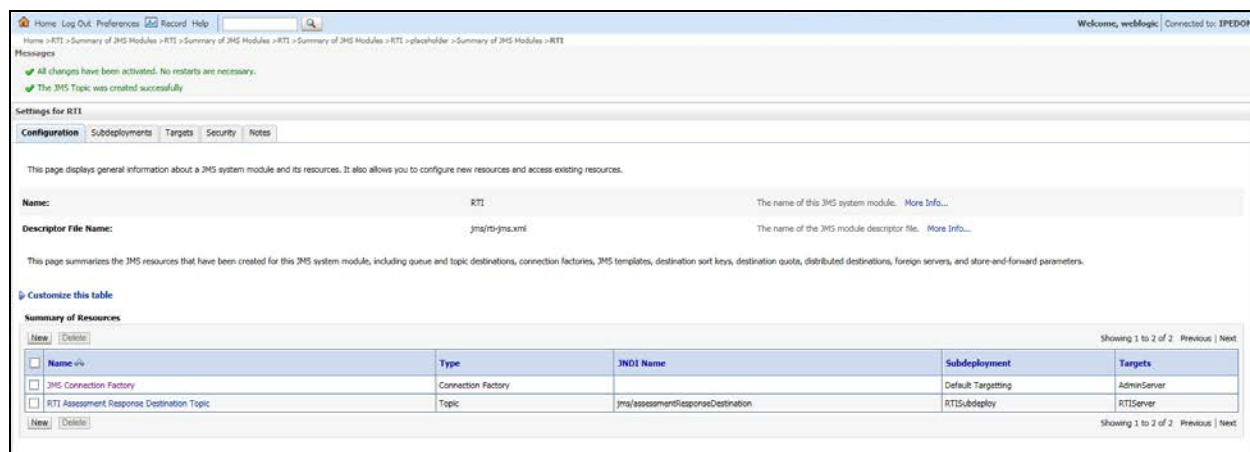 Home Log Out Preferences Record Help
Welcome, weblogic Connected to: IPEDON
Home >RTI >Summary of JMS Modules >RTI >Summary of JMS Modules >RTI >Summary of JMS Modules >RTI >placeholder >Summary of JMS Modules >RTI
Messages
All changes have been activated. No restarts are necessary.
The JMS Topic was created successfully
Settings for RTI
Configuration Subdeployments Targets Security Notes
This page displays general information about a JMS system module and its resources. It also allows you to configure new resources and access existing resources.
Name: RTI The name of this JMS system module. More Info...
Descriptor File Name: jms/rti-jms.xml The name of the JMS module descriptor file. More Info...
This page summarizes the JMS resources that have been created for this JMS system module, including queue and topic destinations, connection factories, JMS templates, destination sort keys, destination quota, distributed destinations, foreign servers, and store-and-forward parameters.
Customize this table
Summary of Resources
New Delete Showing 1 to 2 of 2 Previous | Next
Name Type JNDI Name Subdeployment Targets
JMS Connection Factory Connection Factory Default Targetting AdminServer
RTI Assessment Response Destination Topic Topic jms/assessmentResponseDestination RTISubdeploy RTIServer
New Delete Showing 1 to 2 of 2 Previous | Next